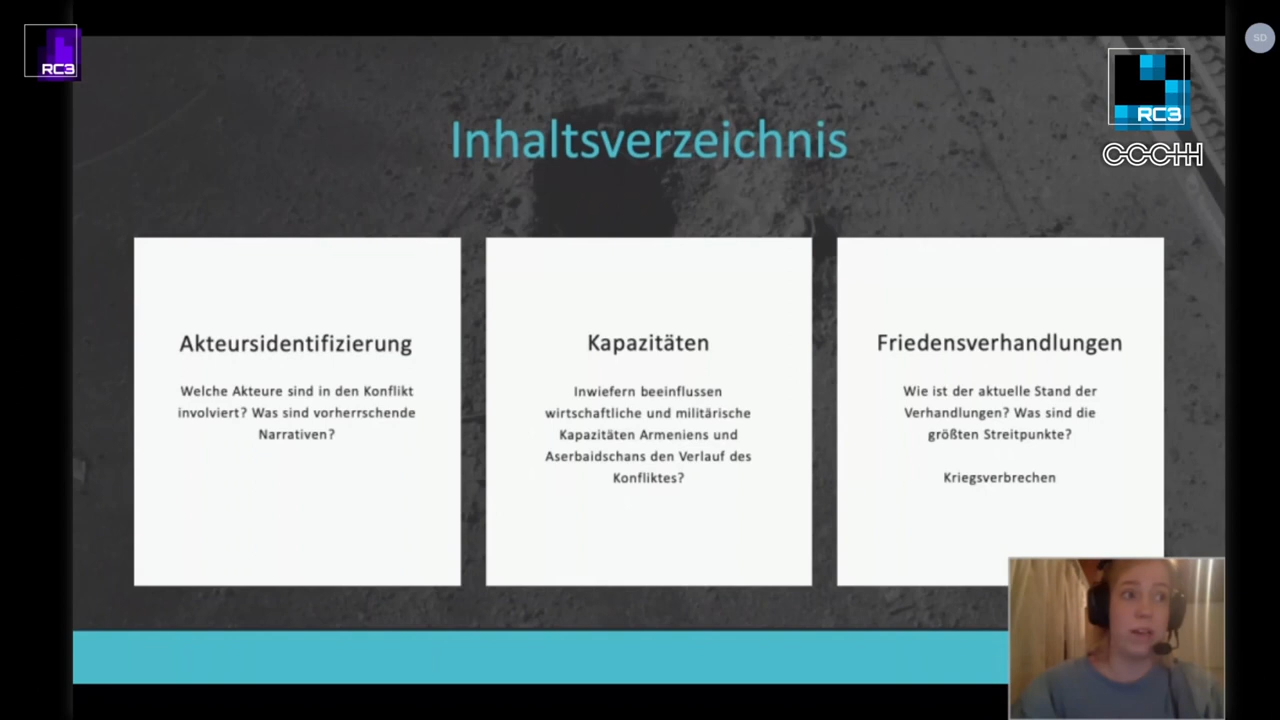 RC3
SD
RC3
CCCHH
Inhaltsverzeichnis
Akteursidentifizierung
Welche Akteure sind in den Konflikt
involviert? Was sind vorherrschende
Narrativen?
Kapazitäten
Inwiefern beeinflussen
wirtschaftliche und militärische
Kapazitäten Armeniens und
Aserbaidschans den Verlauf des
Konfliktes?
Friedensverhandlungen
Wie ist der aktuelle Stand der
Verhandlungen? Was sind die
größten Streitpunkte?
Kriegsverbrechen